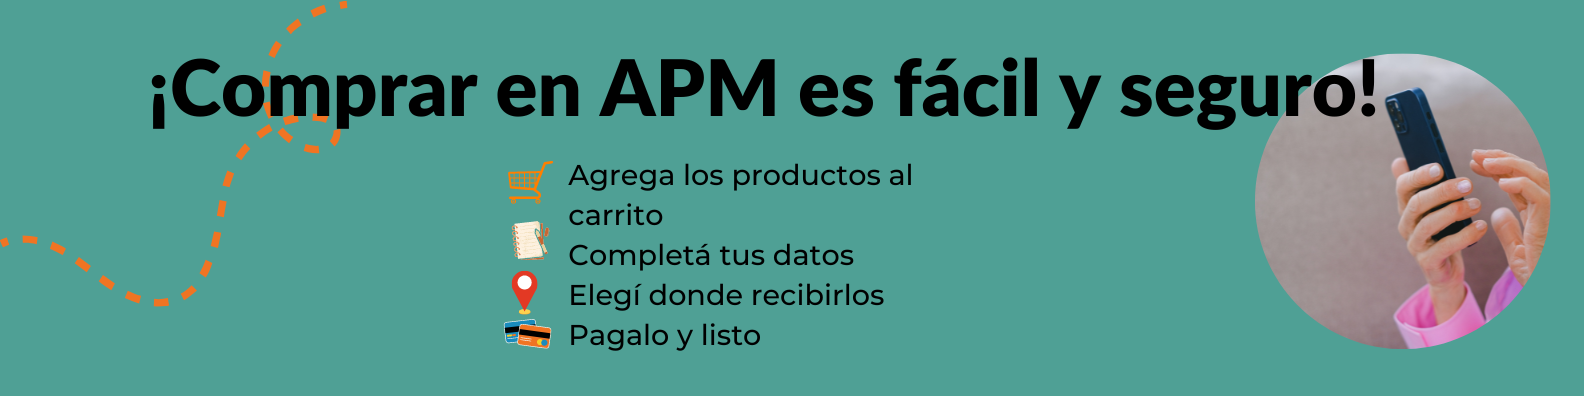 ¡Comprar en APM es fácil y seguro!
Agrega los productos al
carrito
Completá tus datos
Elegí donde recibirlos
Pagalo y listo